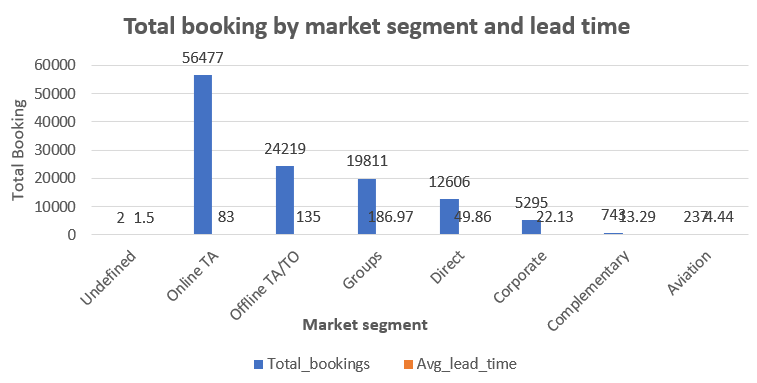 Total booking by market segment and lead time
Total Booking
60000
50000
40000
30000
20000
10000
0
2 1.5
56477 83
24219 135
19811 186.97
12606 49.86
5295 22.13
743 13.29
237 4.44
Undefined
Online TA
Offline TA/TO
Groups
Direct
Corporate
Complementary
Aviation
Market segment
Total_bookings Avg_lead_time